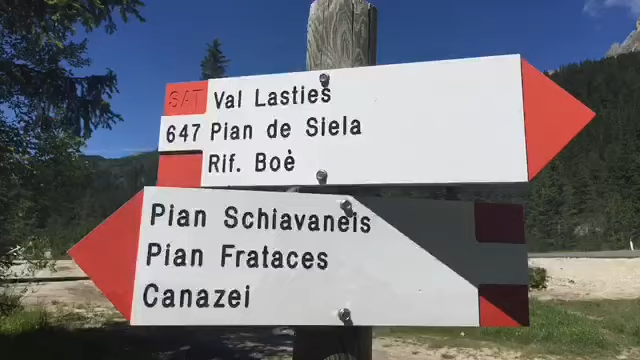 SAT Val Lasties
647 Pian de Siela
Rif. Boè
Pian Schiavaneis
Pian Frataces
Canazei